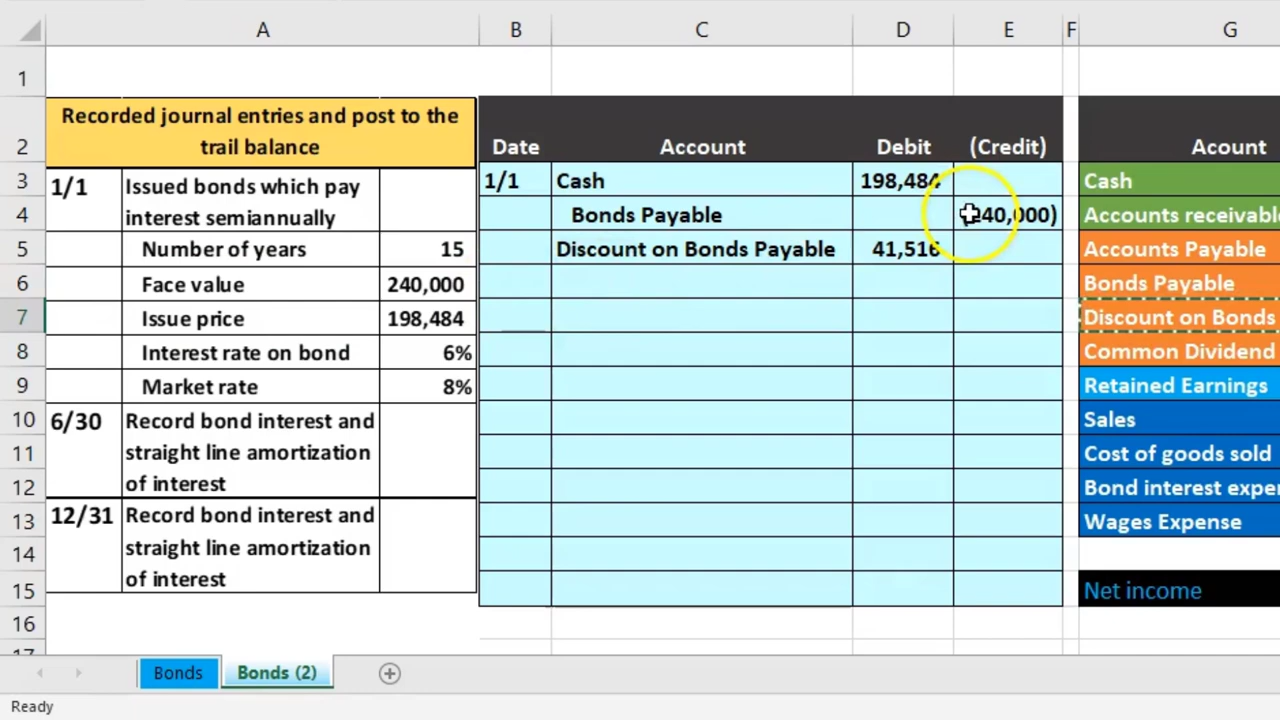 A B C D E F G
1
Recorded journal entries and post to the
trail balance
2 Date Account Debit (Credit) Acount
3 1/1 Issued bonds which pay
interest semiannually
1/1 Cash 198,484 Cash
4 Bonds Payable Accounts receivable
5 Number of years 15 Discount on Bonds Payable 41,516 Accounts Payable
6 Face value 240,000 Bonds Payable
7 Issue price 198,484 Discount on Bonds
8 Interest rate on bond 6% Common Dividend
9 Market rate 8% Retained Earnings
10 6/30 Record bond interest and Sales
11 straight line amortization Cost of goods sold
12 of interest Bond interest expen
13 12/31 Record bond interest and Wages Expense
14 straight line amortization
15 of interest Net income
16
17
Bonds Bonds (2)
Ready